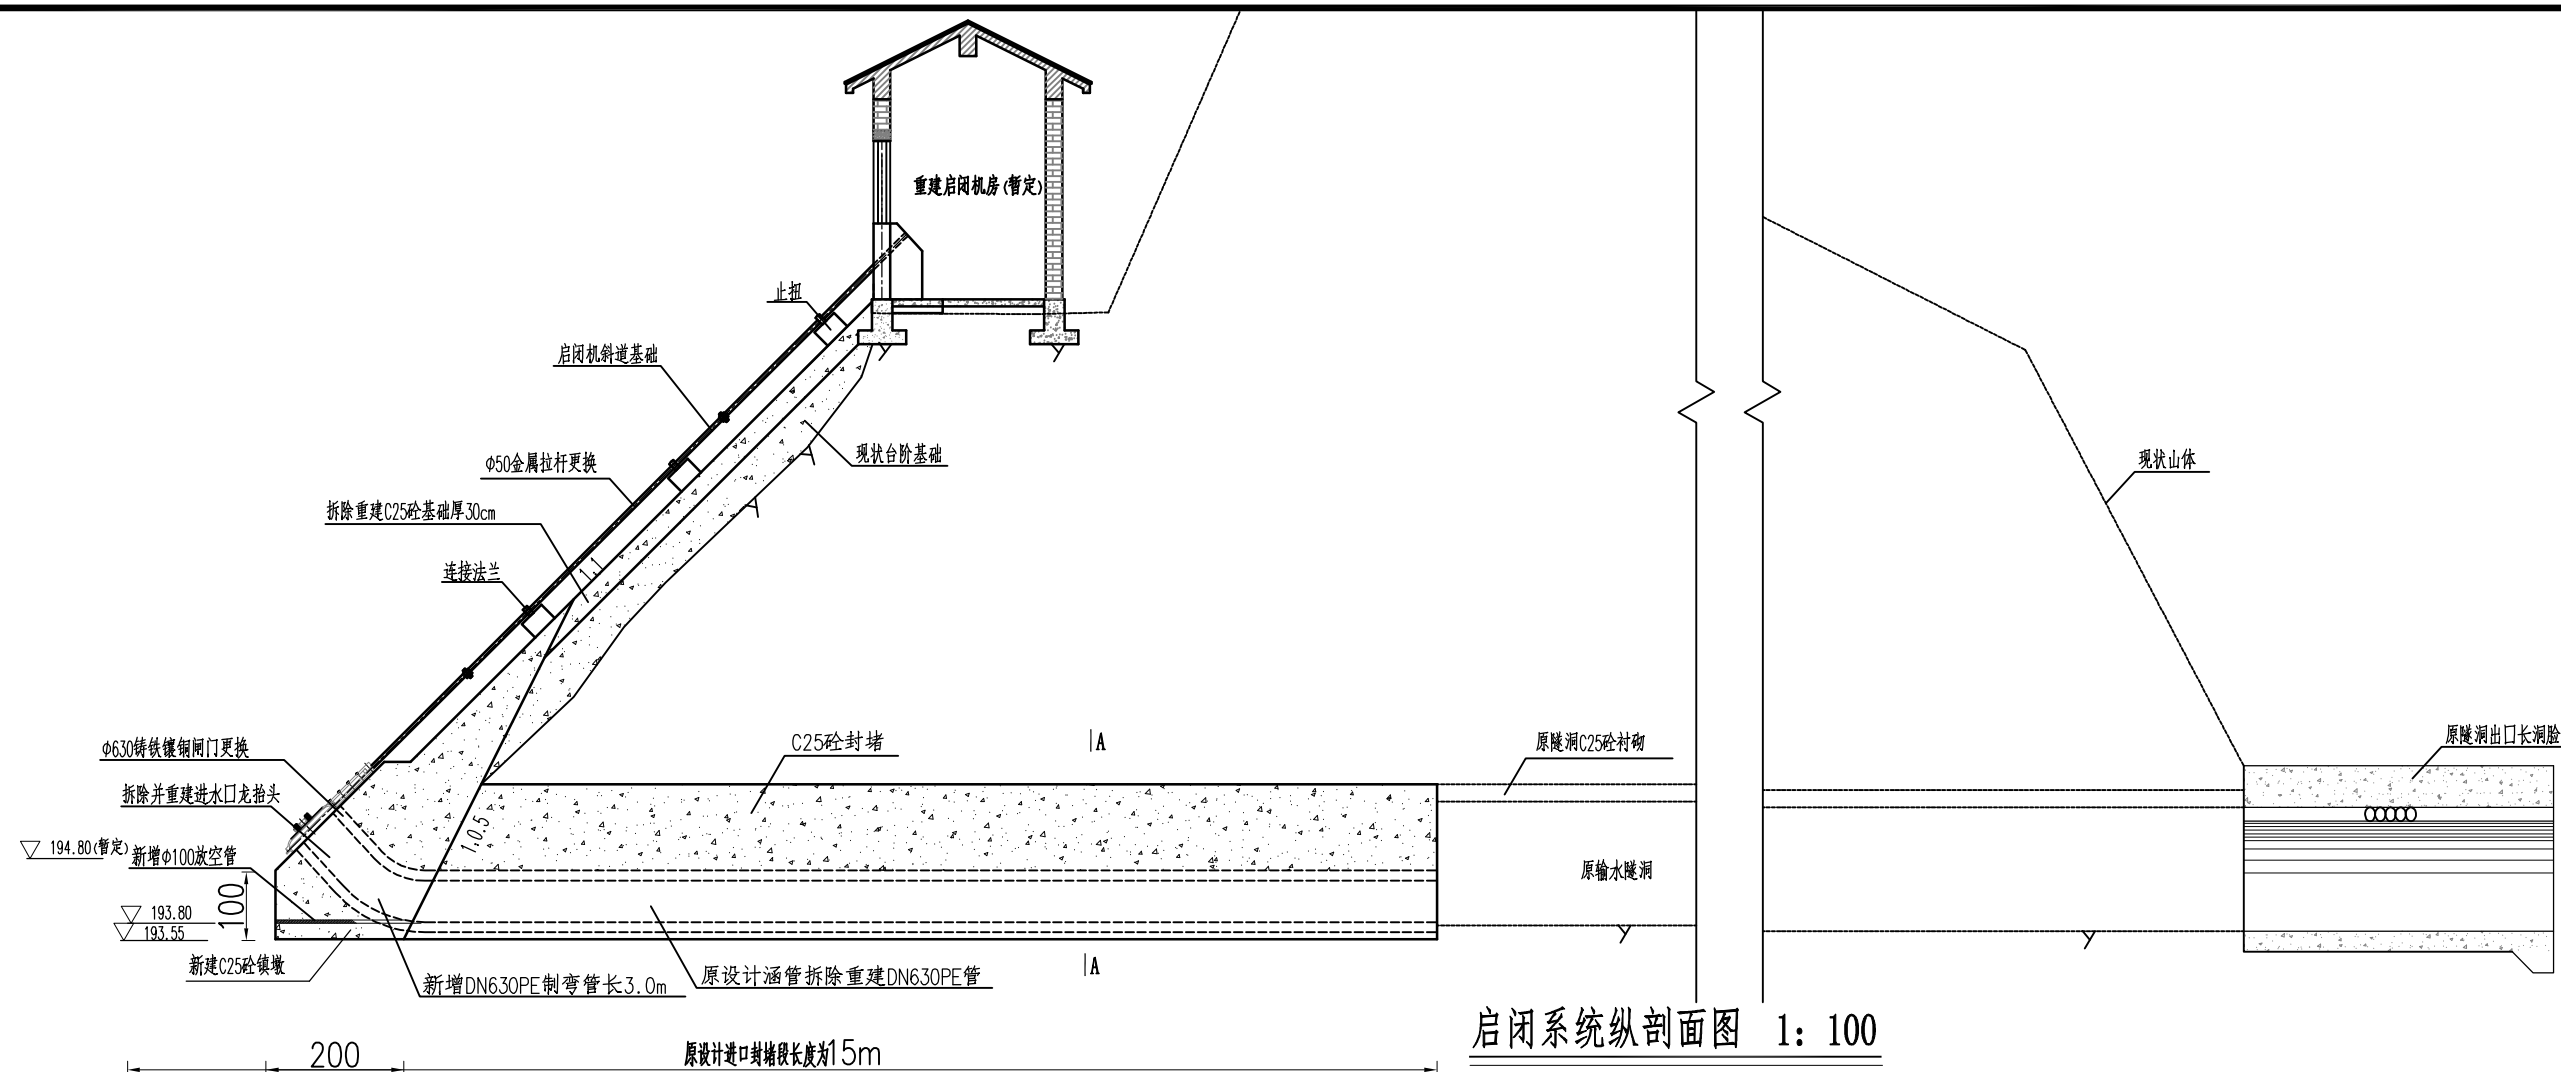 重建启闭机房(暂定)
止扭
启闭机斜道基础
现状台阶基础
现状山体
Φ50金属拉杆更换
拆除重建C25砼基础厚30cm
1:1
连接法兰
Φ630铸铁镶铜闸门更换
C25砼封堵
A
原隧洞C25砼衬砌
原隧洞出口长洞脸
拆除并重建进水口龙抬头
1:0.5
194.80(暂定)
新增Φ100放空管
原输水隧洞
100
193.80
193.55
新建C25砼镇墩
新增DN630PE制弯管长3.0m
原设计涵管拆除重建DN630PE管
A
启闭系统纵剖面图 1：100
200
原设计进口封堵段长度为15m